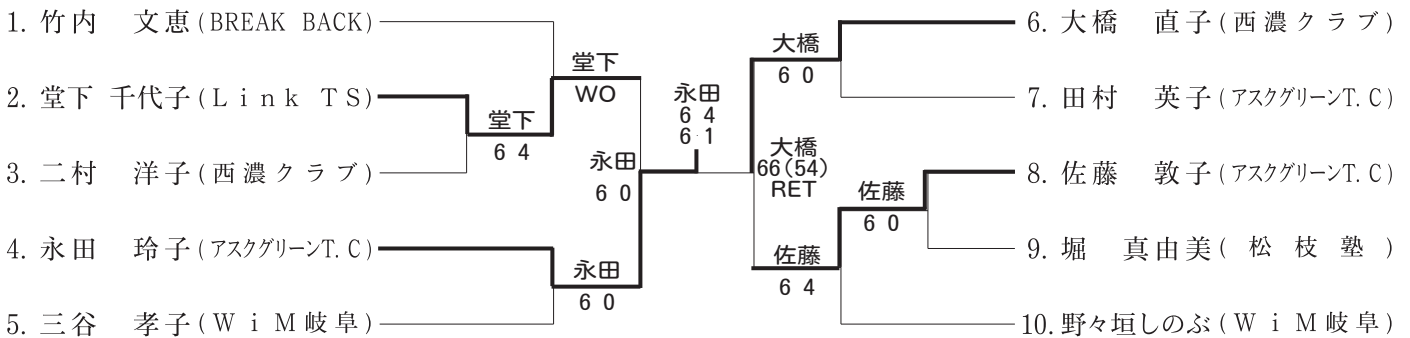 1. 竹内 文恵(BREAK BACK)
2. 堂下 千代子(Link TS)
3. 二村 洋子(西濃クラブ)
4. 永田 玲子(アスクグリーンT.C)
5. 三谷 孝子(WiM岐阜)
堂下
6 4
堂下
WO
永田
6 0
永田
6 0
永田
6 4
6 1
大橋
6 0
大橋
66(54)
RET
佐藤
6 0
佐藤
6 4
6. 大橋 直子(西濃クラブ)
7. 田村 英子(アスクグリーンT.C)
8. 佐藤 敦子(アスクグリーンT.C)
9. 堀 真由美(松枝塾)
10. 野々垣しのぶ(WiM岐阜)